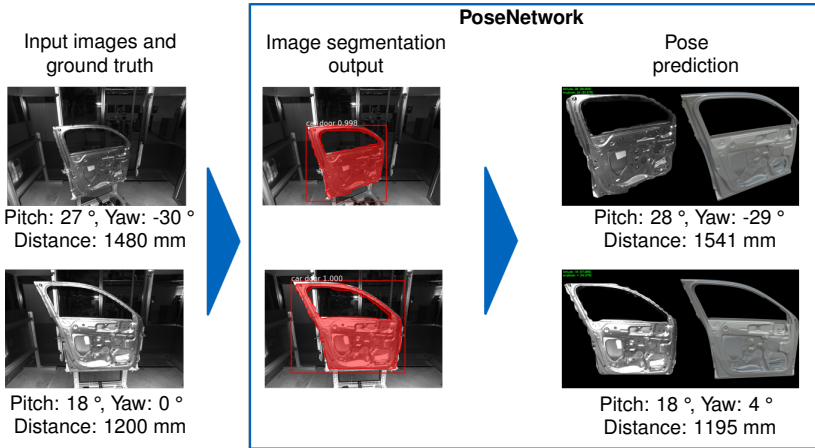 PoseNetwork
Input images and
ground truth
Image segmentation
output
Pose
prediction
car door 0.998
Pitch: 27 °, Yaw: -30 °
Distance: 1480 mm
Pitch: 28 °, Yaw: -29 °
Distance: 1541 mm
car door 1.000
Pitch: 18 °, Yaw: 0 °
Distance: 1200 mm
Pitch: 18 °, Yaw: 4 °
Distance: 1195 mm